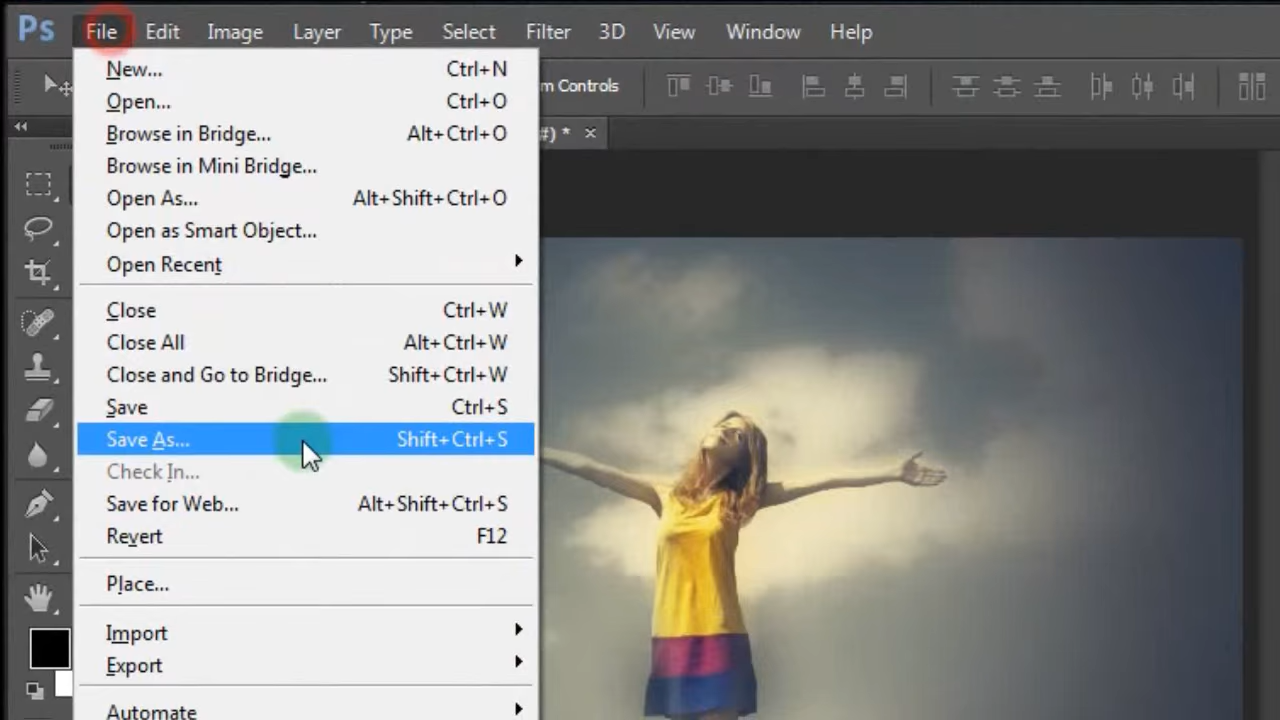 Ps File Edit Image Layer Type Select Filter 3D View Window Help
New... Ctrl+N
m Controls
Open... Ctrl+O
Browse in Bridge... Alt+Ctrl+O
#) * ×
Browse in Mini Bridge...
Open As... Alt+Shift+Ctrl+O
Open as Smart Object...
Open Recent
Close Ctrl+W
Close All Alt+Ctrl+W
Close and Go to Bridge... Shift+Ctrl+W
Save Ctrl+S
Save As... Shift+Ctrl+S
Check In...
Save for Web... Alt+Shift+Ctrl+S
Revert F12
Place...
Import
Export
Automate